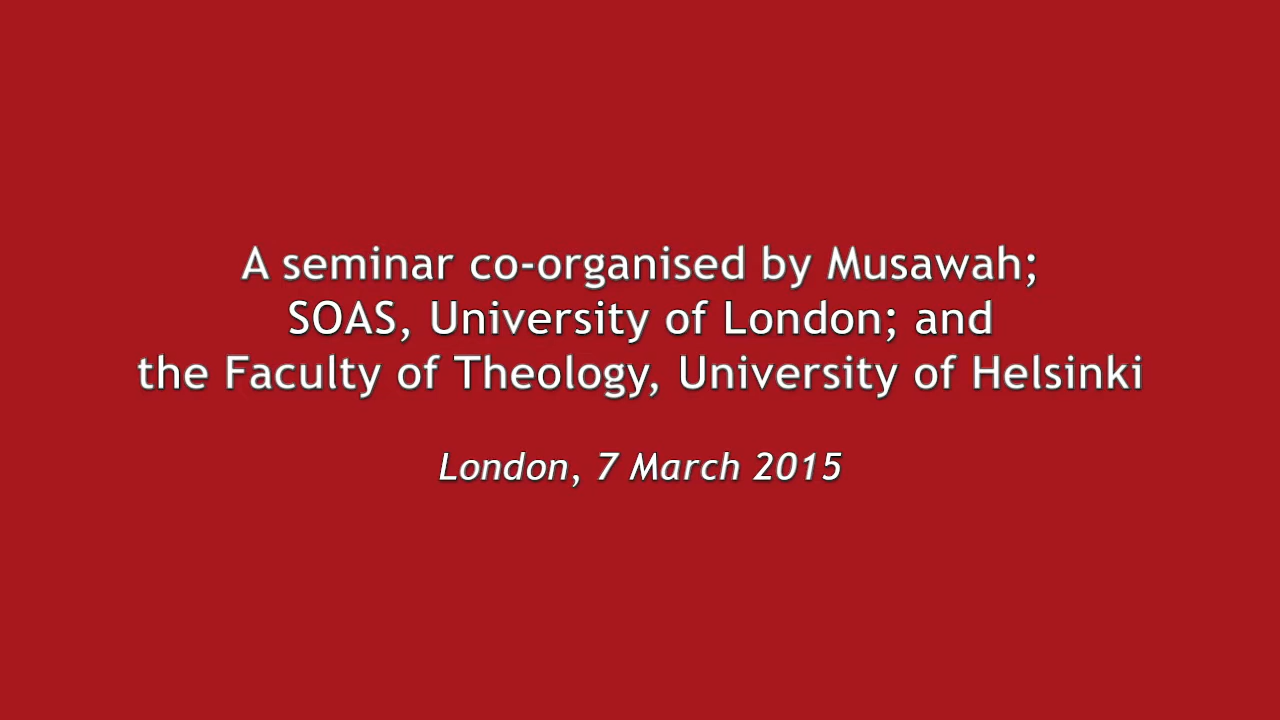 A seminar co-organised by Musawah;
SOAS, University of London; and
the Faculty of Theology, University of Helsinki
London, 7 March 2015